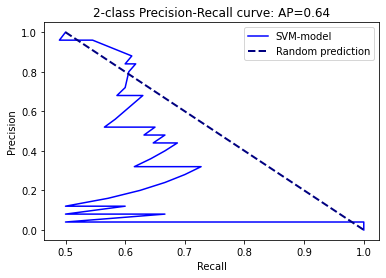 2-class Precision-Recall curve: AP=0.64
SVM-model
Random prediction
1.0
0.8
0.6
0.4
0.2
0.0
Precision
0.5
0.6
0.7
0.8
0.9
1.0
Recall